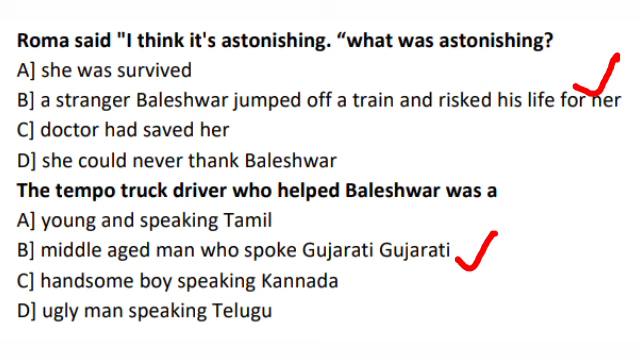 Roma said "I think it's astonishing. “what was astonishing?
A] she was survived
B] a stranger Baleshwar jumped off a train and risked his life for her
C] doctor had saved her
D] she could never thank Baleshwar
The tempo truck driver who helped Baleshwar was a
A] young and speaking Tamil
B] middle aged man who spoke Gujarati Gujarati
C] handsome boy speaking Kannada
D] ugly man speaking Telugu